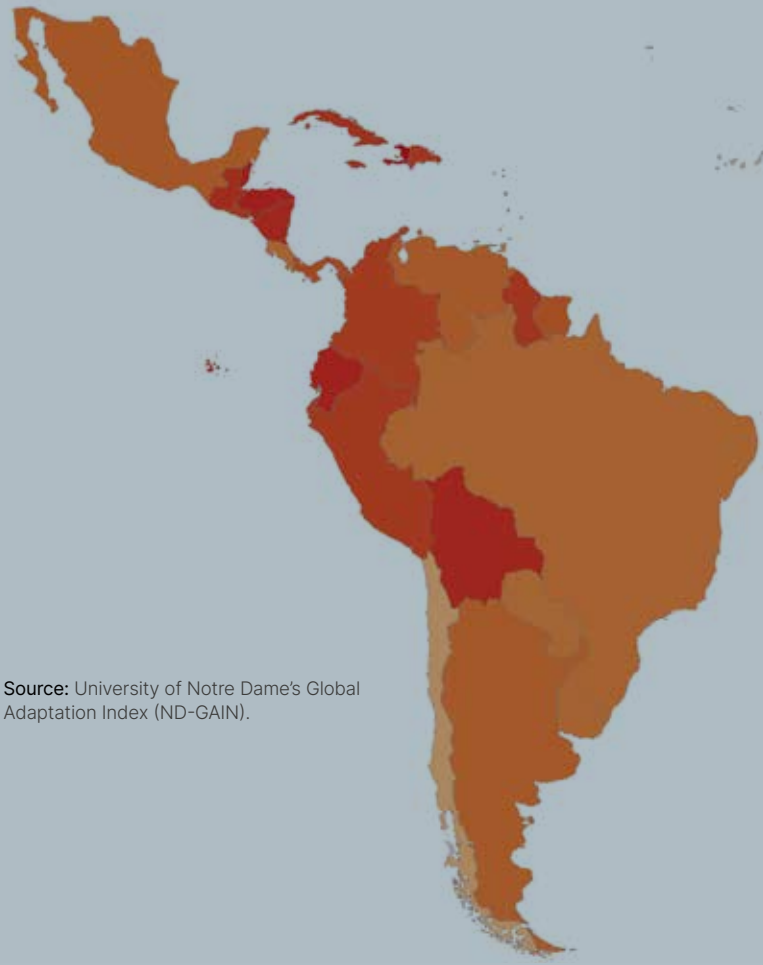 Source: University of Notre Dame’s Global
Adaptation Index (ND-GAIN).